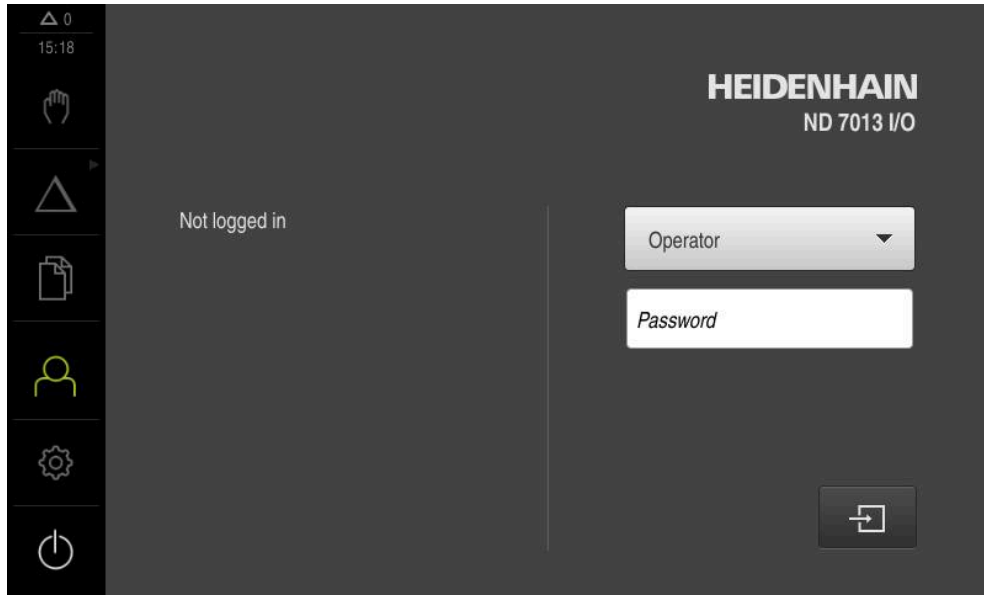 0
15:18
HEIDENHAIN
ND 7013 I/O
Not logged in
Operator
Password